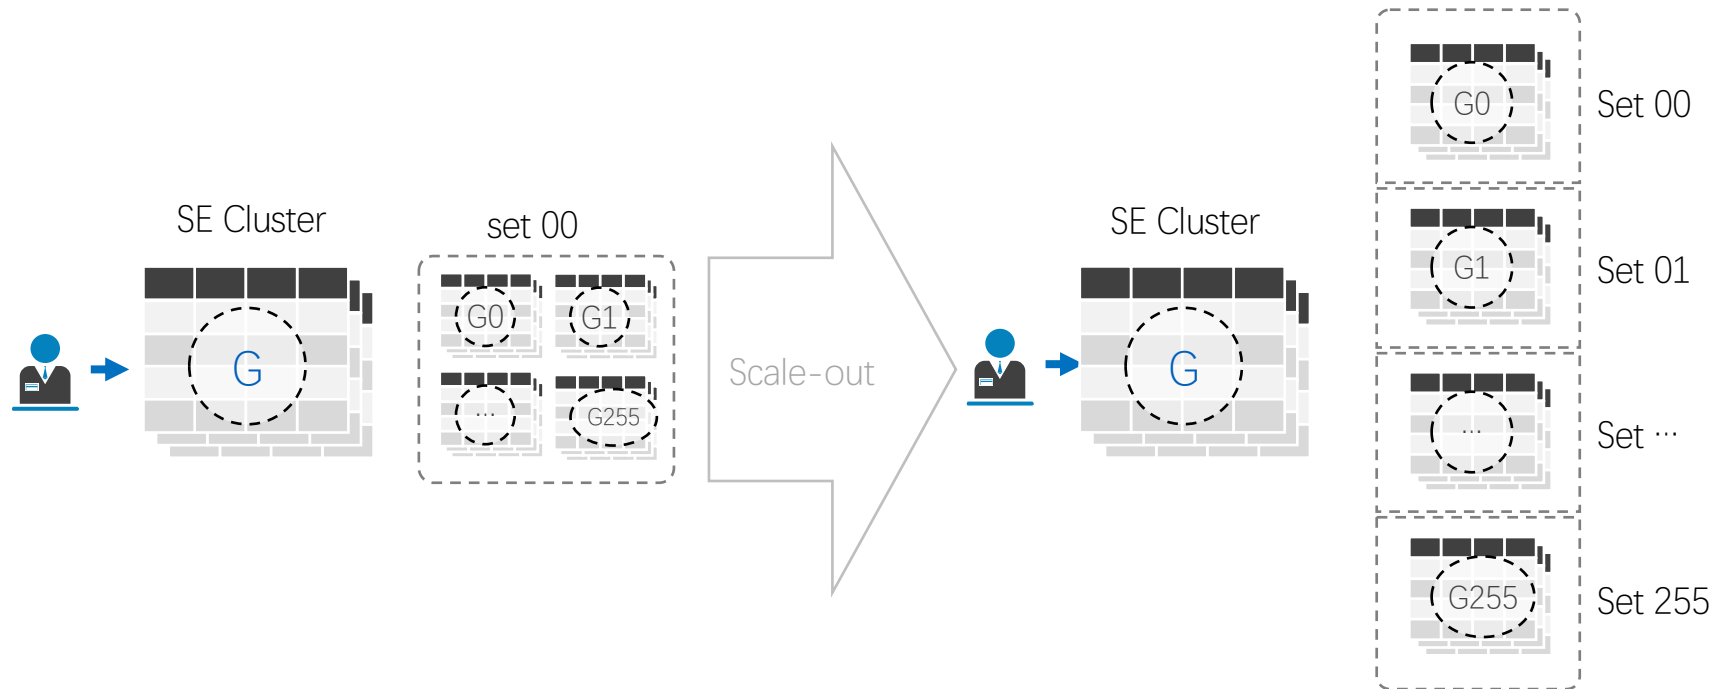 SE Cluster
G
set 00
G0
G1
...
G255
Scale-out
SE Cluster
G
G0
Set 00
G1
Set 01
...
Set ...
G255
Set 255